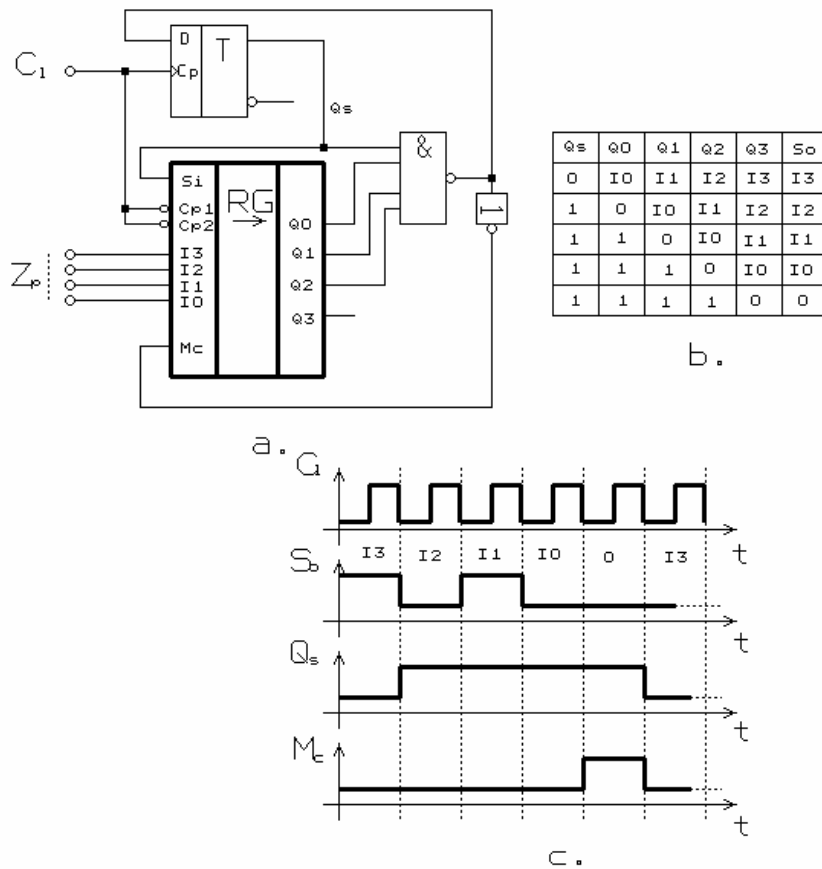 D T
C1 Cp
Qs
&
Si
Cp1 RG
Cp2 Q0
I3 Q1
Zp I2
I1 Q2
I0
Q3
Mc
1
Qs Q0 Q1 Q2 Q3 So
0 I0 I1 I2 I3 I3
1 0 I0 I1 I2 I2
1 1 0 I0 I1 I1
1 1 1 0 I0 I0
1 1 1 1 0 0
b.
a.
C1
t
I3 I2 I1 I0 0 I3
So
t
Qs
t
Mc
t
c.